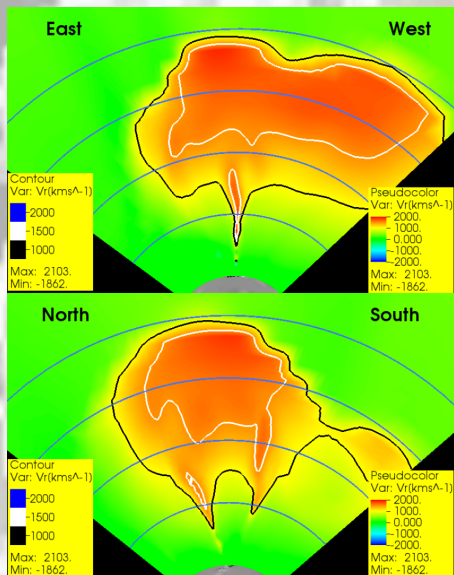 East
West
Contour
Var: Vr(kms^-1)
2000
1500
1000
Max: 2103.
Min: -1862.
Pseudocolor
Var: Vr(kms^-1)
2000.
1000.
0.000
-1000.
-2000.
Max: 2103.
Min: -1862.
North
South
Contour
Var: Vr(kms^-1)
2000
1500
1000
Max: 2103.
Min: -1862.
Pseudocolor
Var: Vr(kms^-1)
2000.
1000.
0.000
-1000.
-2000.
Max: 2103.
Min: -1862.